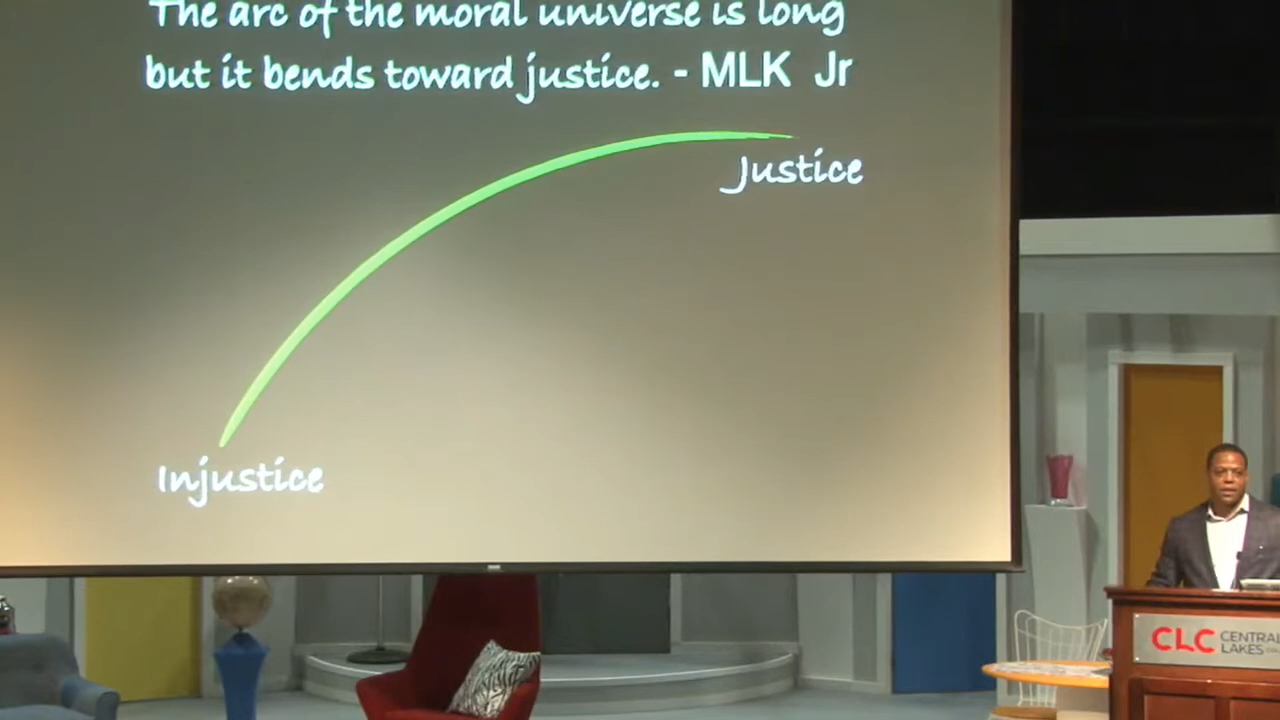 The arc of the moral universe is long
but it bends toward justice. - MLK Jr
Justice
Injustice
CLC CENTRAL
LAKES